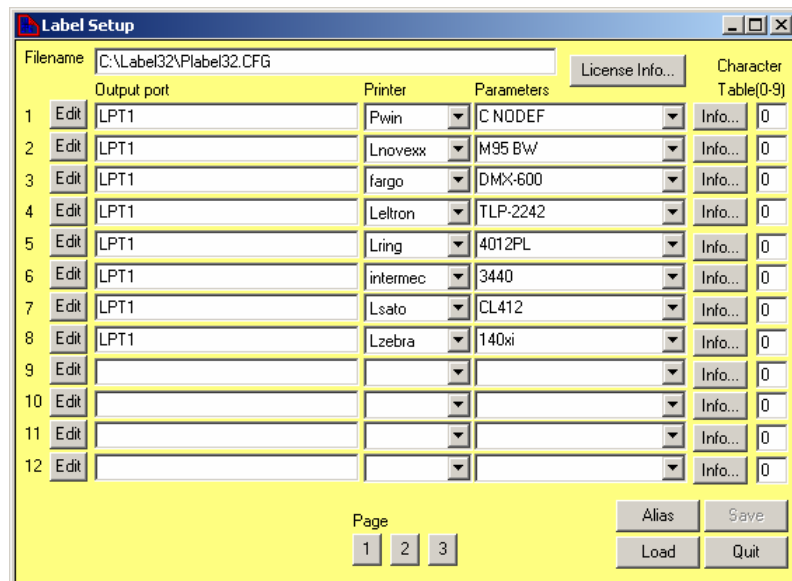 Label Setup
Filename C:\Label32\Plabel32.CFG License Info... Character
Output port Printer Parameters Table(0-9)
1 Edit LPT1 Pwin C NODEF Info... 0
2 Edit LPT1 Lnovexx M95 BW Info... 0
3 Edit LPT1 fargo DMX-600 Info... 0
4 Edit LPT1 Leltron TLP-2242 Info... 0
5 Edit LPT1 Lring 4012PL Info... 0
6 Edit LPT1 intermec 3440 Info... 0
7 Edit LPT1 Lsato CL412 Info... 0
8 Edit LPT1 Lzebra 140xi Info... 0
9 Edit Info... 0
10 Edit Info... 0
11 Edit Info... 0
12 Edit Info... 0
Page Alias Save
1 2 3 Load Quit